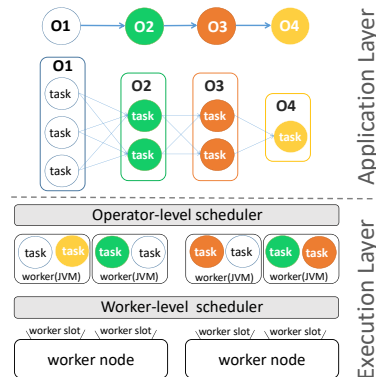 O1 O2 O3 O4
O1
O2 O3
O4
task
task task
task task
task task task
task
Application Layer
Operator-level scheduler
task task task task task task task task
worker(JVM) worker(JVM) worker(JVM) worker(JVM)
Worker-level scheduler
worker slot worker slot worker slot worker slot
worker node worker node
Execution Layer